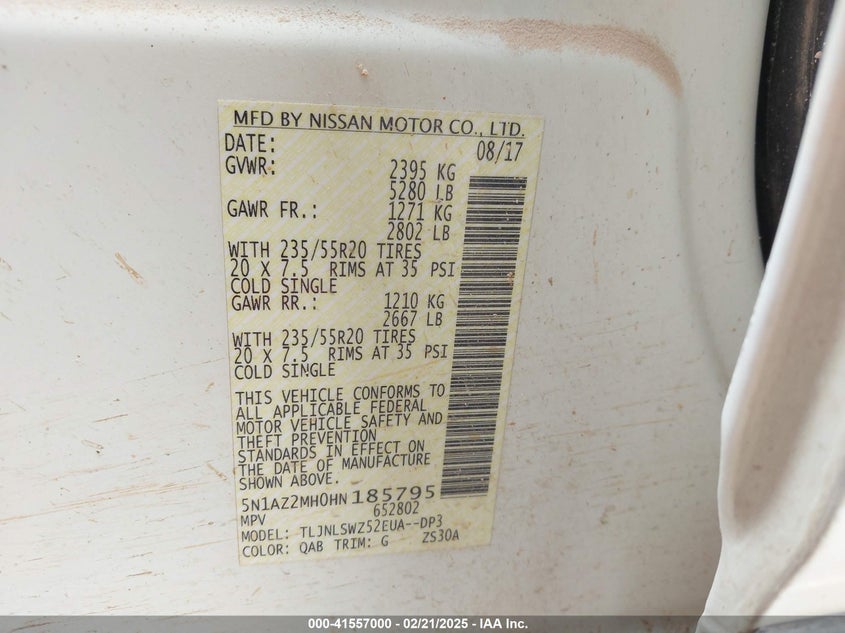 MFD BY NISSAN MOTOR CO., LTD.
DATE: 08/17
GVWR: 2395 KG
5280 LB
GAWR FR.: 1271 KG
2802 LB
WITH 235/55R20 TIRES
20 X 7.5 RIMS AT 35 PSI
COLD SINGLE
GAWR RR.: 1210 KG
2667 LB
WITH 235/55R20 TIRES
20 X 7.5 RIMS AT 35 PSI
COLD SINGLE
THIS VEHICLE CONFORMS TO
ALL APPLICABLE FEDERAL
MOTOR VEHICLE SAFETY AND
THEFT PREVENTION
STANDARDS IN EFFECT ON
THE DATE OF MANUFACTURE
SHOWN ABOVE.
5N1AZ2MH0HN185795
MPV 652802
MODEL: TLJNLSWZ52EUA--DP3
COLOR: QAB TRIM: G ZS30A
000-41557000 - 02/21/2025 - IAA Inc.